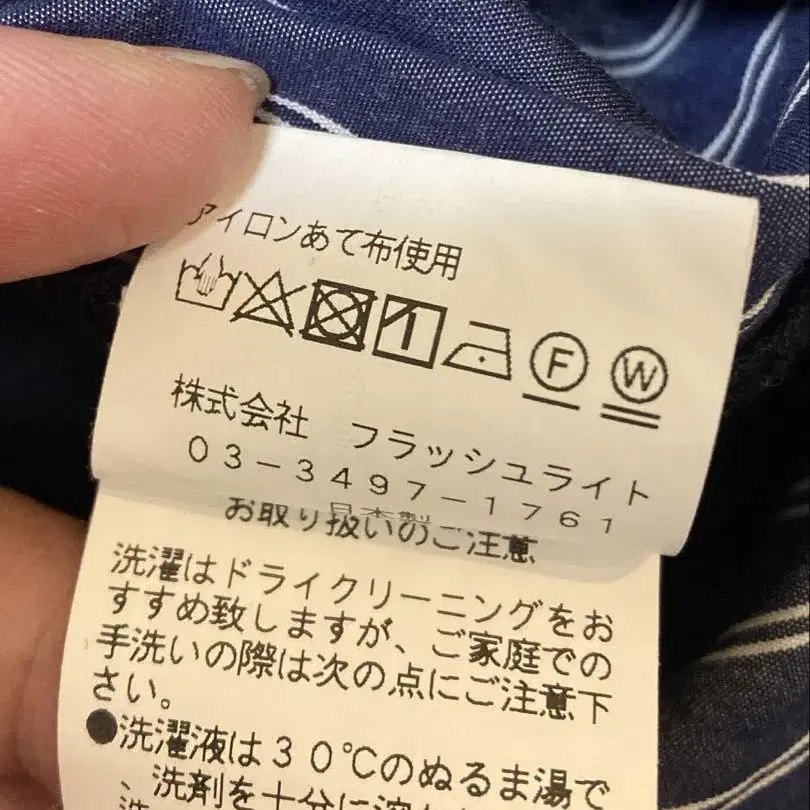 アイロンあて布使用
F W
株式会社 フラッシュライト
03-3497-1761
日本製
お取り扱いのご注意
洗濯はドライクリーニングをお
すすめ致しますが、ご家庭での
手洗いの際は次の点にご注意下
さい。
●洗濯液は30℃のぬるま湯で
、洗剤を十分に溶か